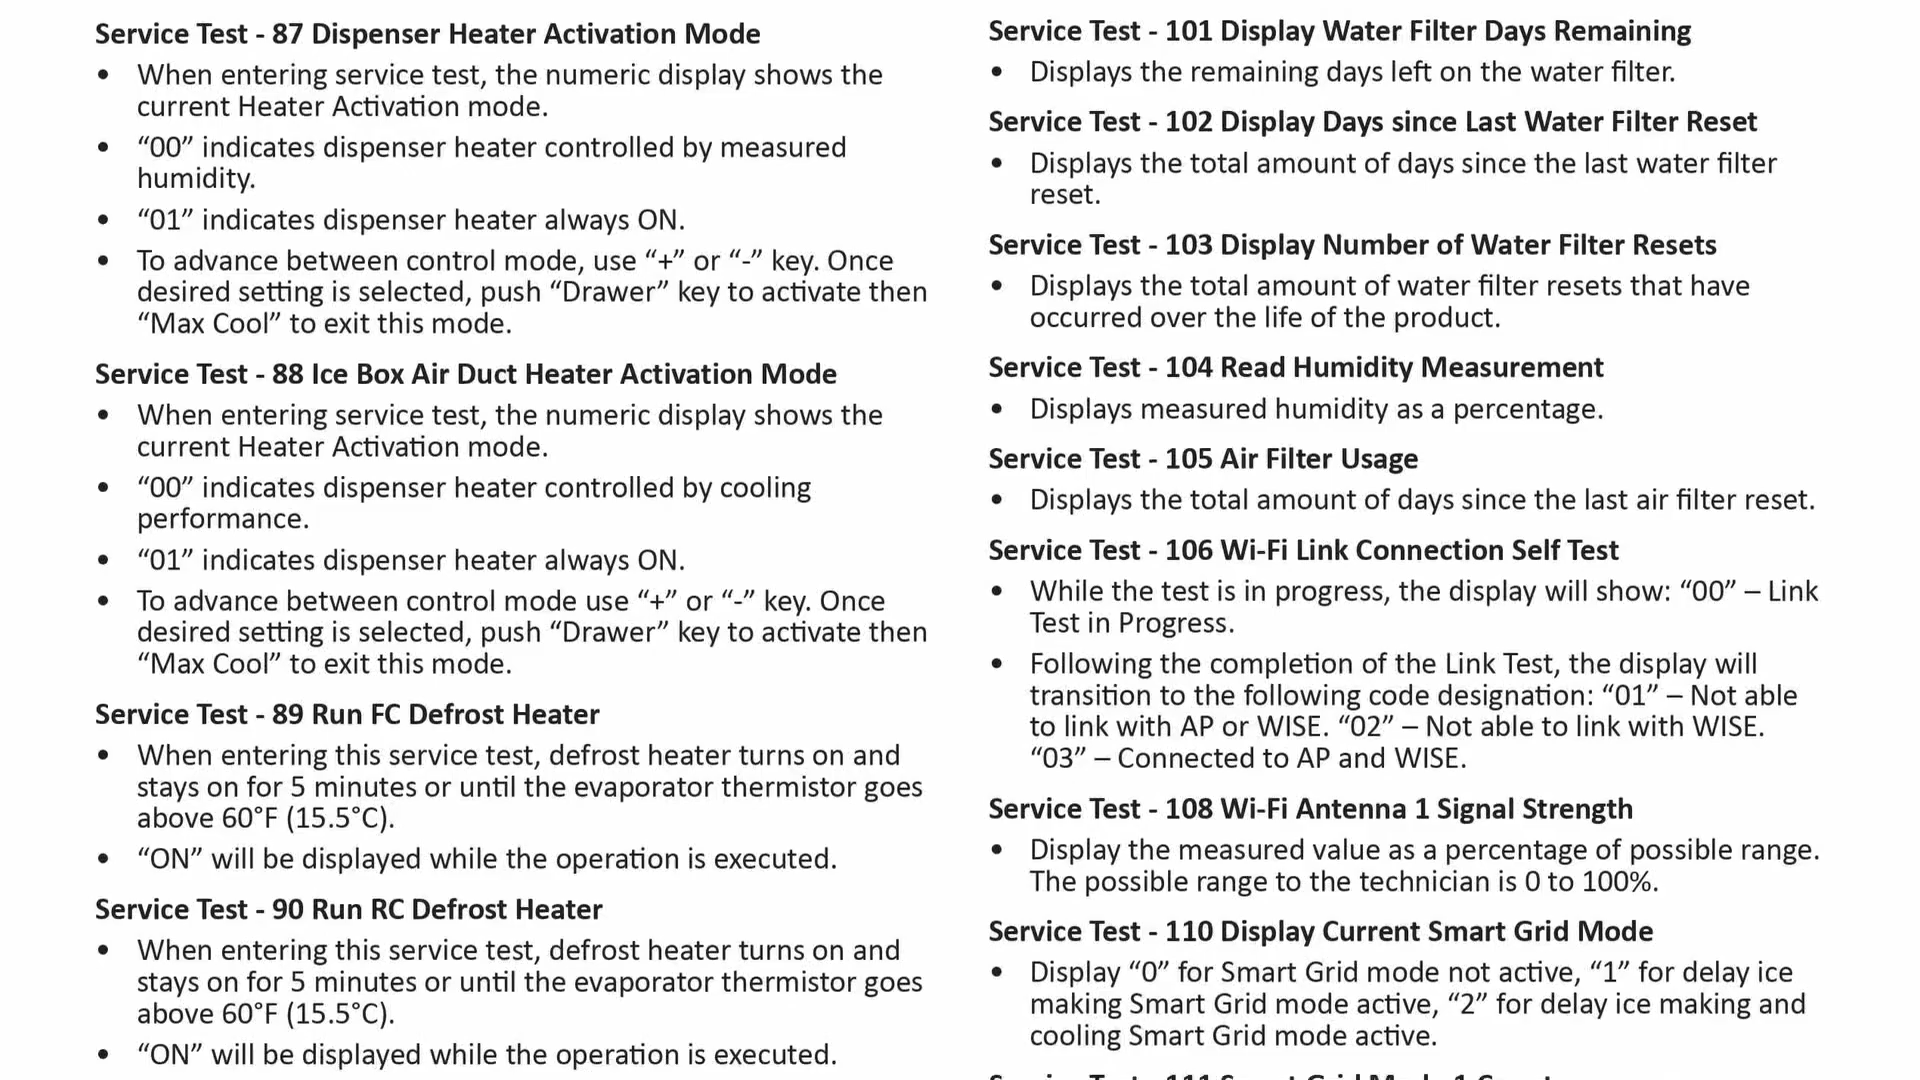 Service Test - 87 Dispenser Heater Activation Mode
• When entering service test, the numeric display shows the
current Heater Activation mode.
• “00” indicates dispenser heater controlled by measured
humidity.
• “01” indicates dispenser heater always ON.
• To advance between control mode, use “+” or “-” key. Once
desired setting is selected, push “Drawer” key to activate then
“Max Cool” to exit this mode.
Service Test - 88 Ice Box Air Duct Heater Activation Mode
• When entering service test, the numeric display shows the
current Heater Activation mode.
• “00” indicates dispenser heater controlled by cooling
performance.
• “01” indicates dispenser heater always ON.
• To advance between control mode use “+” or “-” key. Once
desired setting is selected, push “Drawer” key to activate then
“Max Cool” to exit this mode.
Service Test - 89 Run FC Defrost Heater
• When entering this service test, defrost heater turns on and
stays on for 5 minutes or until the evaporator thermistor goes
above 60°F (15.5°C).
• “ON” will be displayed while the operation is executed.
Service Test - 90 Run RC Defrost Heater
• When entering this service test, defrost heater turns on and
stays on for 5 minutes or until the evaporator thermistor goes
above 60°F (15.5°C).
• “ON” will be displayed while the operation is executed.
Service Test - 101 Display Water Filter Days Remaining
• Displays the remaining days left on the water filter.
Service Test - 102 Display Days since Last Water Filter Reset
• Displays the total amount of days since the last water filter
reset.
Service Test - 103 Display Number of Water Filter Resets
• Displays the total amount of water filter resets that have
occurred over the life of the product.
Service Test - 104 Read Humidity Measurement
• Displays measured humidity as a percentage.
Service Test - 105 Air Filter Usage
• Displays the total amount of days since the last air filter reset.
Service Test - 106 Wi-Fi Link Connection Self Test
• While the test is in progress, the display will show: “00” – Link
Test in Progress.
• Following the completion of the Link Test, the display will
transition to the following code designation: “01” – Not able
to link with AP or WISE. “02” – Not able to link with WISE.
“03” – Connected to AP and WISE.
Service Test - 108 Wi-Fi Antenna 1 Signal Strength
• Display the measured value as a percentage of possible range.
The possible range to the technician is 0 to 100%.
Service Test - 110 Display Current Smart Grid Mode
• Display “0” for Smart Grid mode not active, “1” for delay ice
making Smart Grid mode active, “2” for delay ice making and
cooling Smart Grid mode active.